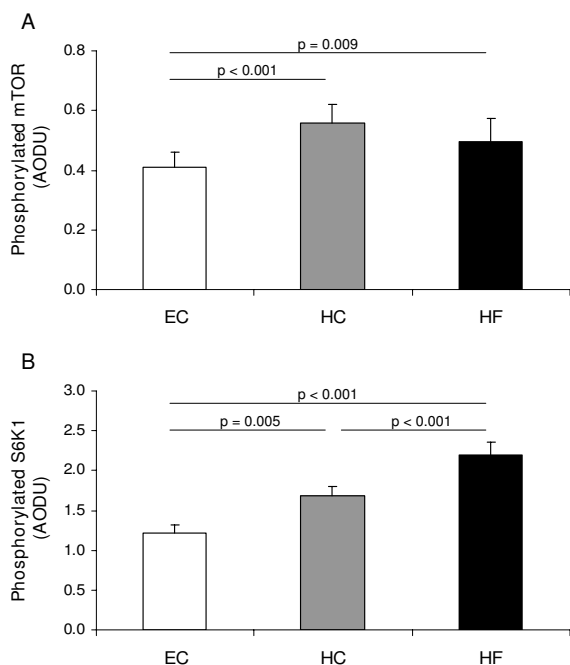 A
Phosphorylated mTOR
(AODU)
0.8
0.6
0.4
0.2
0.0
p = 0.009
p < 0.001
EC
HC
HF
B
Phosphorylated S6K1
(AODU)
3.0
2.5
2.0
1.5
1.0
0.5
0.0
p < 0.001
p = 0.005
p < 0.001
EC
HC
HF